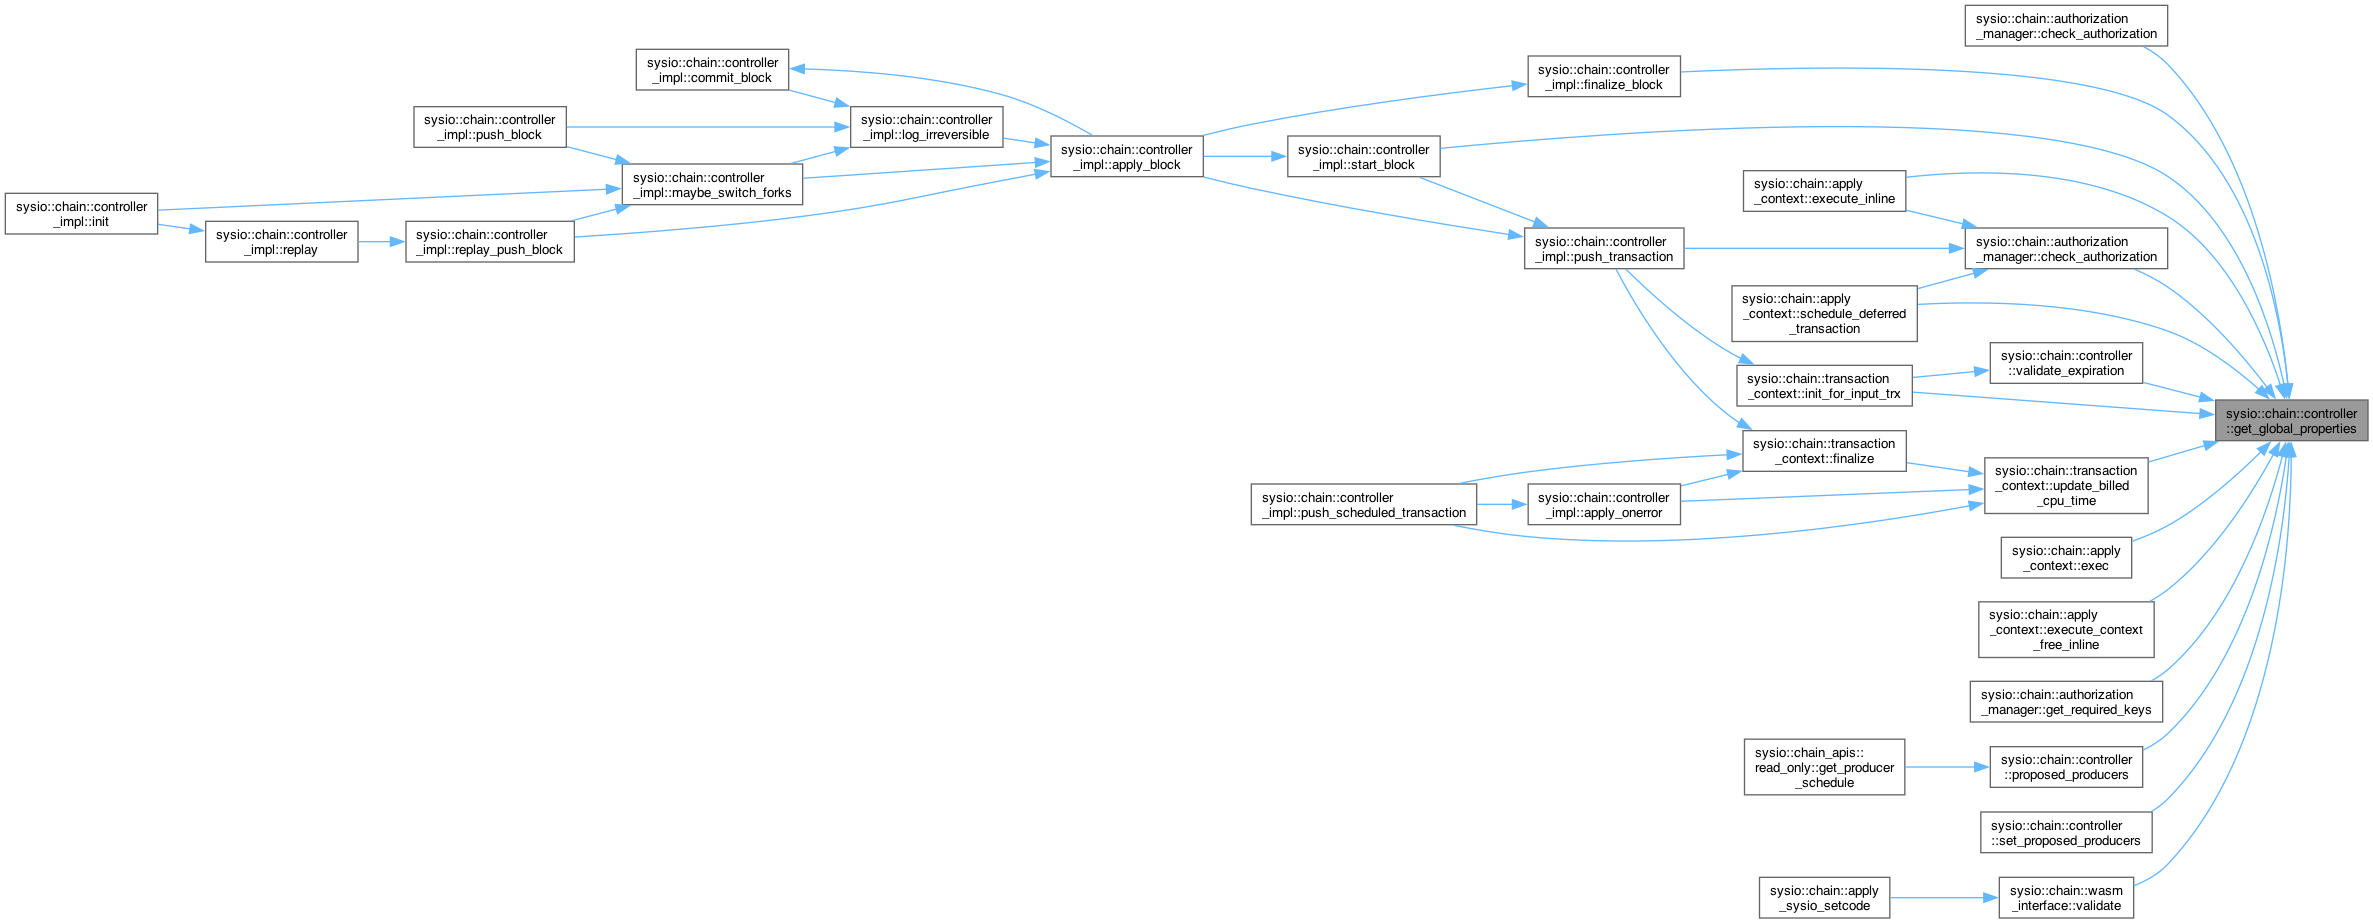 sysio::chain::authorization
_manager::check_authorization
sysio::chain::controller
_impl::commit_block
sysio::chain::controller
_impl::finalize_block
sysio::chain::controller
_impl::push_block
sysio::chain::controller
_impl::log_irreversible
sysio::chain::controller
_impl::apply_block
sysio::chain::controller
_impl::start_block
sysio::chain::controller
_impl::maybe_switch_forks
sysio::chain::apply
_context::execute_inline
sysio::chain::controller
_impl::init
sysio::chain::controller
_impl::replay
sysio::chain::controller
_impl::replay_push_block
sysio::chain::controller
_impl::push_transaction
sysio::chain::authorization
_manager::check_authorization
sysio::chain::apply
_context::schedule_deferred
_transaction
sysio::chain::controller
::validate_expiration
sysio::chain::transaction
_context::init_for_input_trx
sysio::chain::controller
::get_global_properties
sysio::chain::transaction
_context::finalize
sysio::chain::transaction
_context::update_billed
_cpu_time
sysio::chain::controller
_impl::push_scheduled_transaction
sysio::chain::controller
_impl::apply_onerror
sysio::chain::apply
_context::exec
sysio::chain::apply
_context::execute_context
_free_inline
sysio::chain::authorization
_manager::get_required_keys
sysio::chain_apis::
read_only::get_producer
_schedule
sysio::chain::controller
::proposed_producers
sysio::chain::controller
::set_proposed_producers
sysio::chain::apply
_sysio_setcode
sysio::chain::wasm
_interface::validate